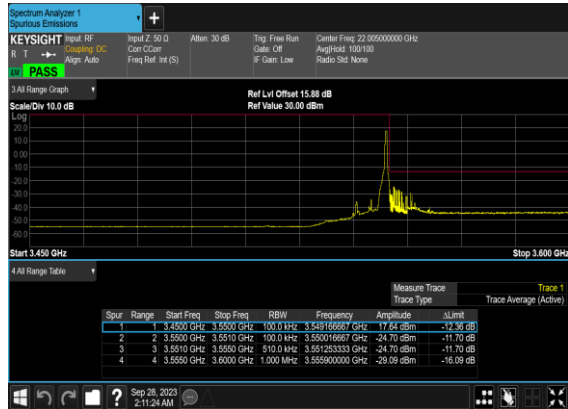 Spectrum Analyzer 1
Spurious Emissions
+
KEYSIGHT Input: RF Input Z: 50 Ω Atten: 30 dB Trig: Free Run Center Freq: 22.005000000 GHz
R T Coupling: DC Corr CCorr Gate: Off Avg|Hold: 100/100
Align: Auto Freq Ref: Int (S) IF Gain: Low Radio Std: None
PASS
3 All Range Graph
Ref Lvl Offset 15.88 dB
Scale/Div 10.0 dB Ref Value 30.00 dBm
Log
20.0
10.0
0.00
-10.0
-20.0
-30.0
-40.0
-50.0
-60.0
Start 3.450 GHz Stop 3.600 GHz
4 All Range Table
Measure Trace Trace 1
Trace Type Trace Average (Active)
Spur Range Start Freq Stop Freq RBW Frequency Amplitude ΔLimit
1 1 3.4500 GHz 3.5500 GHz 100.0 kHz 3.549166667 GHz 17.64 dBm -12.36 dB
2 2 3.5500 GHz 3.5510 GHz 100.0 kHz 3.550016667 GHz -24.70 dBm -11.70 dB
3 3 3.5510 GHz 3.5550 GHz 510.0 kHz 3.551253333 GHz -24.70 dBm -11.70 dB
4 4 3.5550 GHz 3.6000 GHz 1.000 MHz 3.555900000 GHz -29.09 dBm -16.09 dB
?
Sep 28, 2023
2:11:24 AM